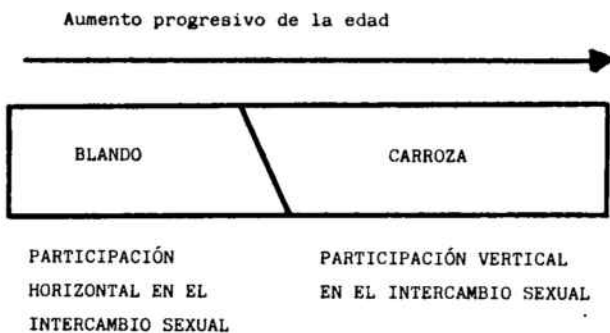 Aumento progresivo de la edad
BLANDO
CARROZA
PARTICIPACIÓN
HORIZONTAL EN EL
INTERCAMBIO SEXUAL
PARTICIPACIÓN VERTICAL
EN EL INTERCAMBIO SEXUAL